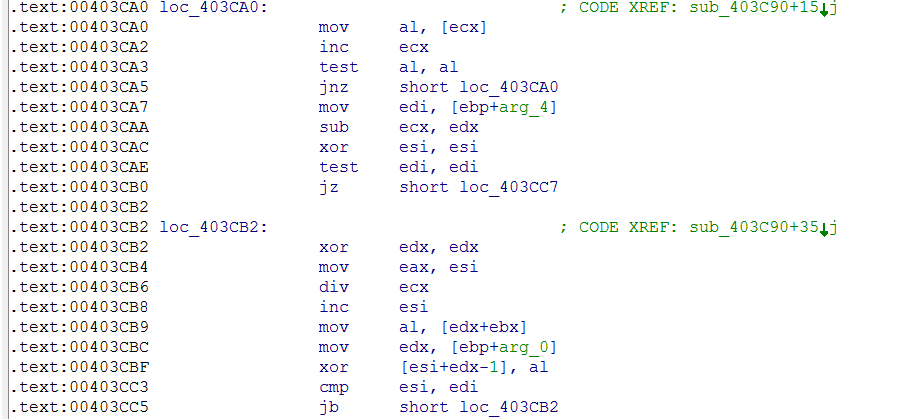 .text:00403CA0 loc_403CA0: ; CODE XREF: sub_403C90+15↓j
.text:00403CA0 mov al, [ecx]
.text:00403CA2 inc ecx
.text:00403CA3 test al, al
.text:00403CA5 jnz short loc_403CA0
.text:00403CA7 mov edi, [ebp+arg_4]
.text:00403CAA sub ecx, edx
.text:00403CAC xor esi, esi
.text:00403CAE test edi, edi
.text:00403CB0 jz short loc_403CC7
.text:00403CB2
.text:00403CB2 loc_403CB2: ; CODE XREF: sub_403C90+35↓j
.text:00403CB2 xor edx, edx
.text:00403CB4 mov eax, esi
.text:00403CB6 div ecx
.text:00403CB8 inc esi
.text:00403CB9 mov al, [edx+ebx]
.text:00403CBC mov edx, [ebp+arg_0]
.text:00403CBF xor [esi+edx-1], al
.text:00403CC3 cmp esi, edi
.text:00403CC5 jb short loc_403CB2